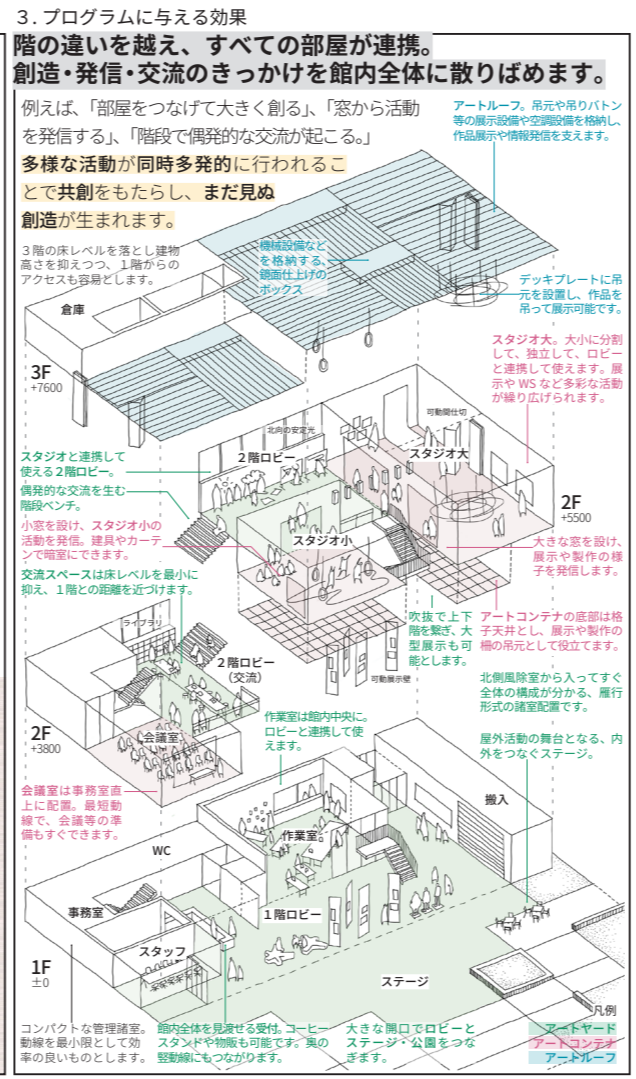 ３. プログラムに与える効果
階の違いを越え、すべての部屋が連携。
創造・発信・交流のきっかけを館内全体に散りばめます。
例えば、「部屋をつなげて大きく創る」、「窓から活動
を発信する」、「階段で偶発的な交流が起こる。」
多様な活動が同時多発的に行われるこ
とで共創をもたらし、まだ見ぬ
創造が生まれます。
３階の床レベルを落とし建物
高さを抑えつつ、１階からの
アクセスも容易とします。
アートルーフ。吊元や吊りバトン
等の展示設備や空調設備を格納し、
作品展示や情報発信を支えます。
機械設備など
を格納する、
鏡面仕上げの
ボックス
デッキプレートに吊
元を設置し、作品を
吊って展示可能です。
倉庫
3F
+7600
スタジオ大。大小に分割
して、独立して、ロビー
と連携して使えます。展
示や WS など多彩な活動
が繰り広げられます。
可動間仕切
北向の安定光
２階ロビー
スタジオ大
スタジオと連携して
使える２階ロビー。
偶発的な交流を生む
階段ベンチ。
小窓を設け、スタジオ小の
活動を発信。建具やカーテ
ンで暗室にできます。
交流スペースは床レベルを最小に
抑え、１階との距離を近づけます。
スタジオ小
2F
+5500
大きな窓を設け、
展示や製作の様
子を発信します。
吹抜で上下
階を繋ぎ、大
型展示も可
能とします。
アートコンテナの底部は格
子天井とし、展示や製作の
柵の吊元として役立てます。
可動展示壁
ライブラリ
２階ロビー
（交流）
会議室
2F
+3800
会議室は事務室直
上に配置。最短動
線で、会議等の準
備もすぐできます。
作業室は館内中央に。
ロビーと連携して使
えます。
北側風除室から入ってすぐ
全体の構成が分かる、雁行
形式の諸室配置です。
屋外活動の舞台となる、内
外をつなぐステージ。
搬入
作業室
WC
事務室
１階ロビー
スタッフ
ステージ
1F
±0
コンパクトな管理諸室。
動線を最小限として効
率の良いものとします。
館内全体を見渡せる受付。コーヒー
スタンドや物販も可能です。奥の
竪動線にもつながります。
大きな開口でロビーと
ステージ・公園をつな
ぎます。
凡例
アートヤード
アートコンテナ
アートルーフ